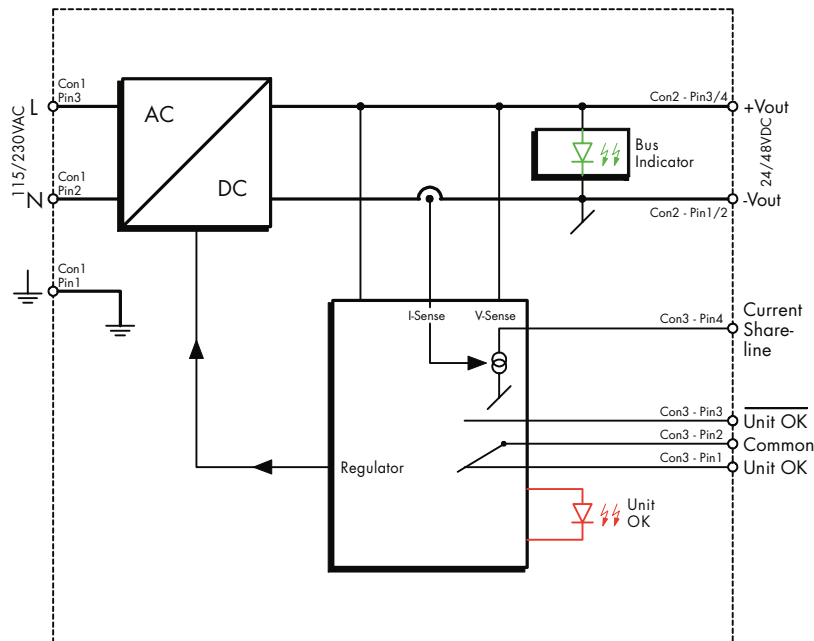 Con1
Pin3
L
115/230VAC
Con1
Pin2
N
Con1
Pin1
AC
DC
Con2 - Pin3/4
+Vout
24/48VDC
Bus
Indicator
Con2 - Pin1/2
-Vout
I-Sense
V-Sense
Con3 - Pin4
Current
Share-
line
Con3 - Pin3
Unit OK
Con3 - Pin2
Common
Con3 - Pin1
Unit OK
Regulator
Unit
OK